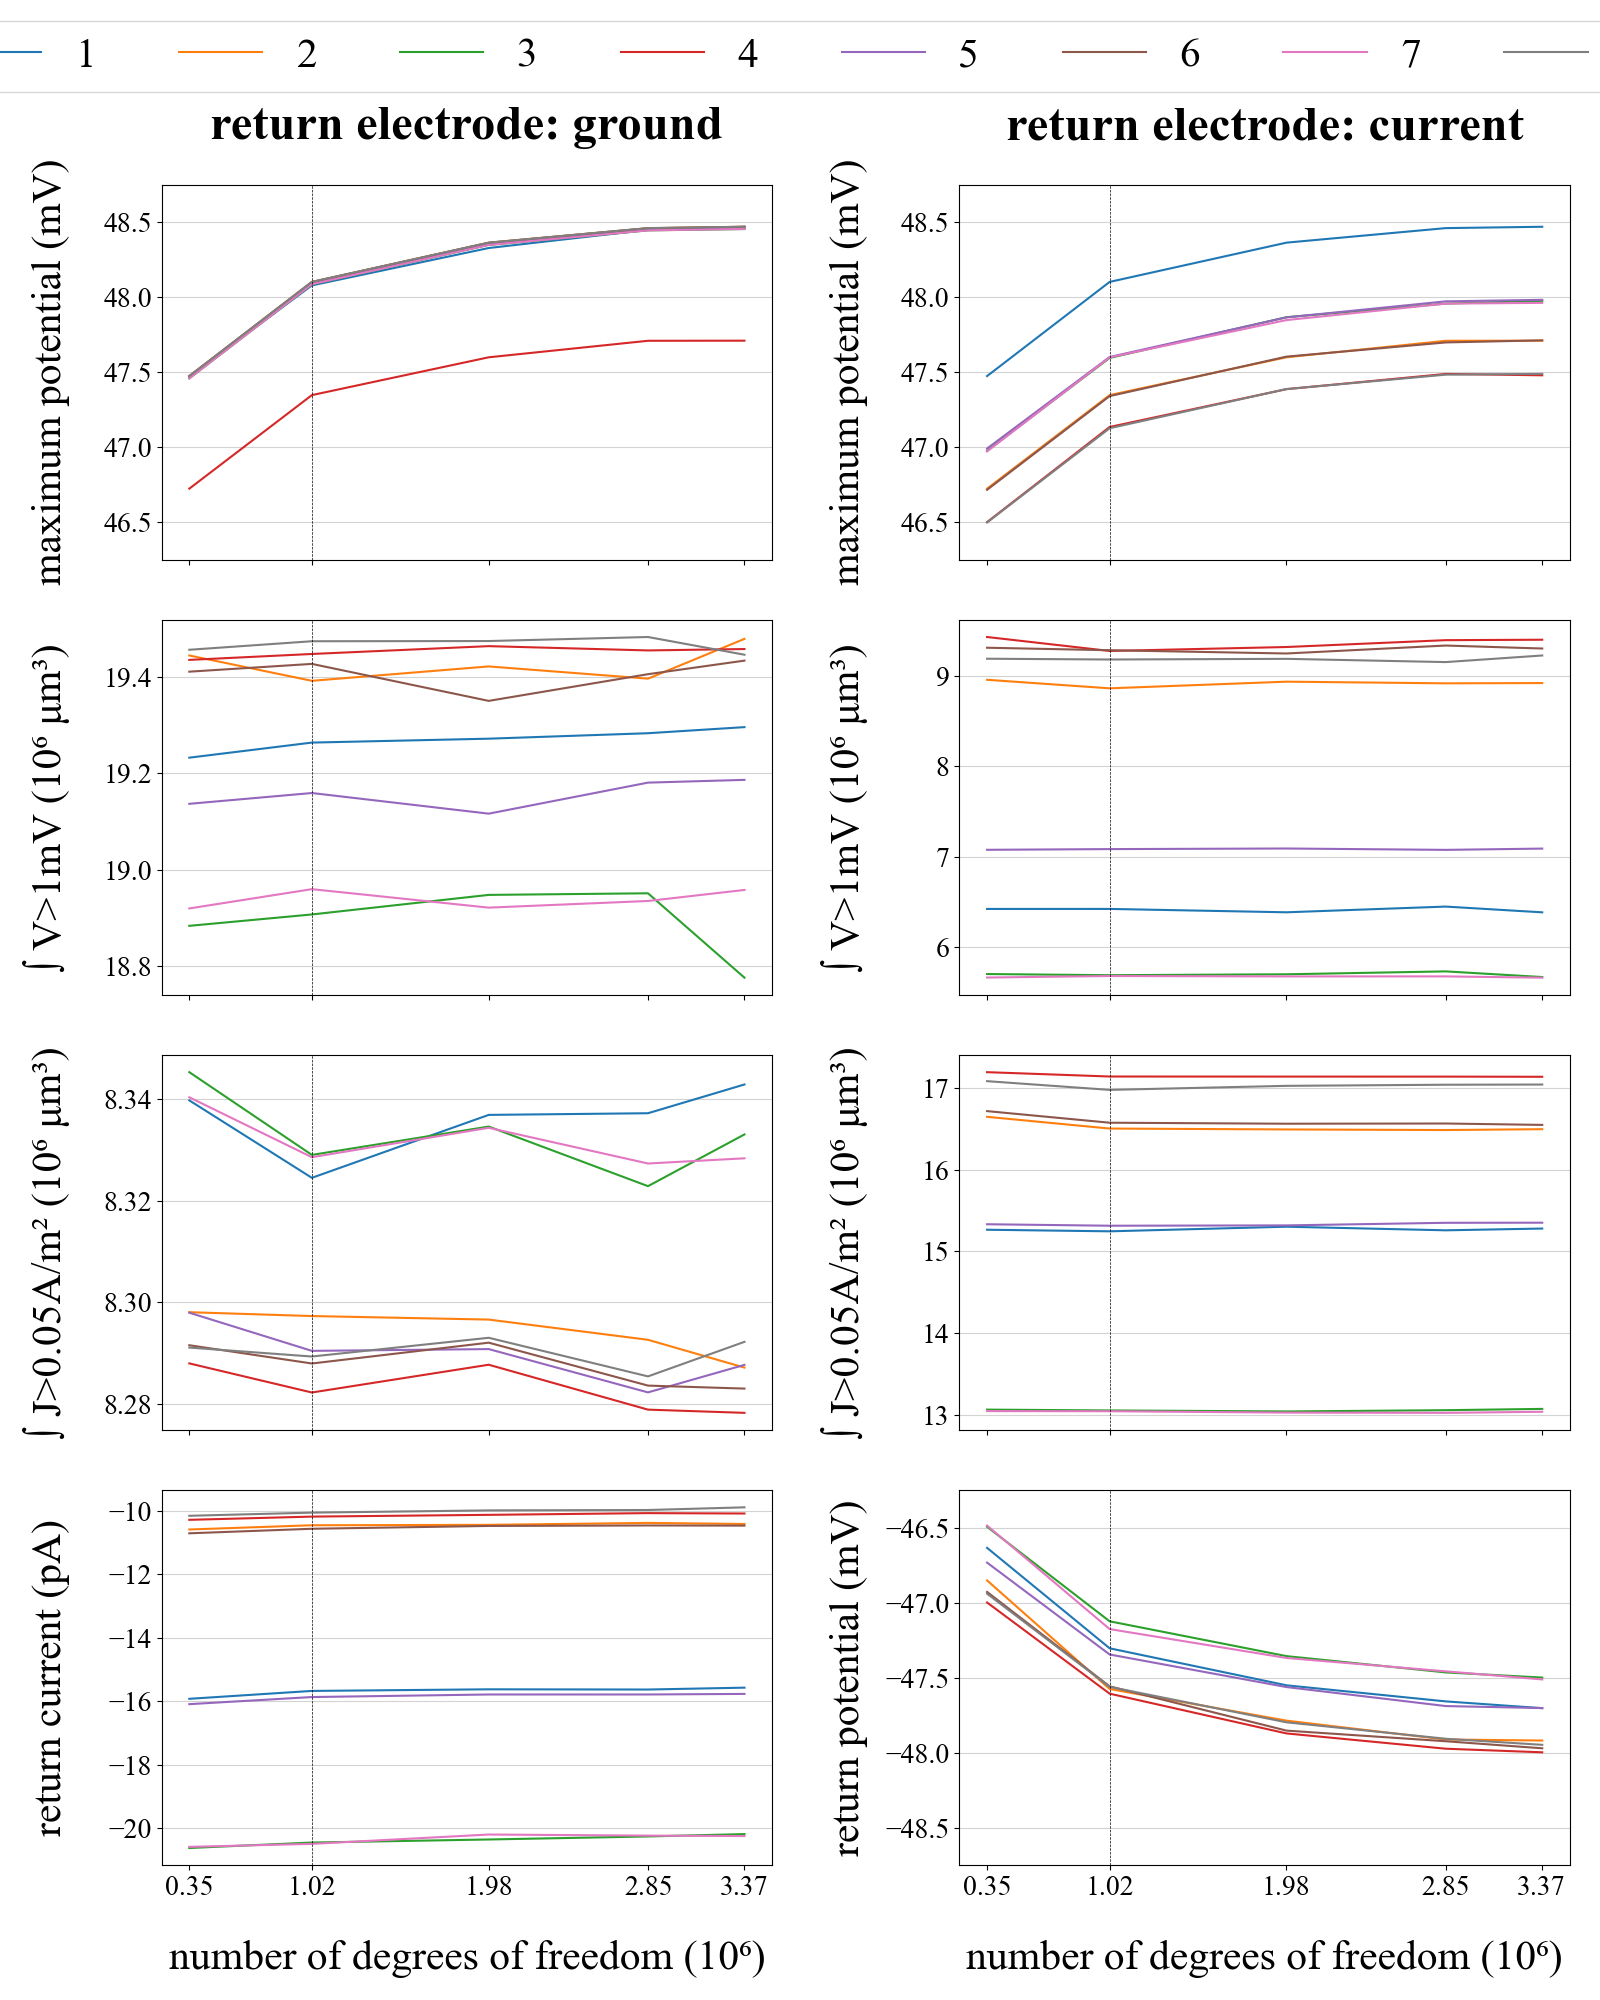 1 2 3 4 5 6 7
return electrode: ground return electrode: current
maximum potential (mV)
48.5
48.0
47.5
47.0
46.5
maximum potential (mV)
48.5
48.0
47.5
47.0
46.5
∫ V>1mV (10⁶ µm³)
19.4
19.2
19.0
18.8
∫ V>1mV (10⁶ µm³)
9
8
7
6
∫ J>0.05A/m² (10⁶ µm³)
8.34
8.32
8.30
8.28
∫ J>0.05A/m² (10⁶ µm³)
17
16
15
14
13
return current (pA)
−10
−12
−14
−16
−18
−20
0.35 1.02 1.98 2.85 3.37
number of degrees of freedom (10⁶)
return potential (mV)
−46.5
−47.0
−47.5
−48.0
−48.5
0.35 1.02 1.98 2.85 3.37
number of degrees of freedom (10⁶)